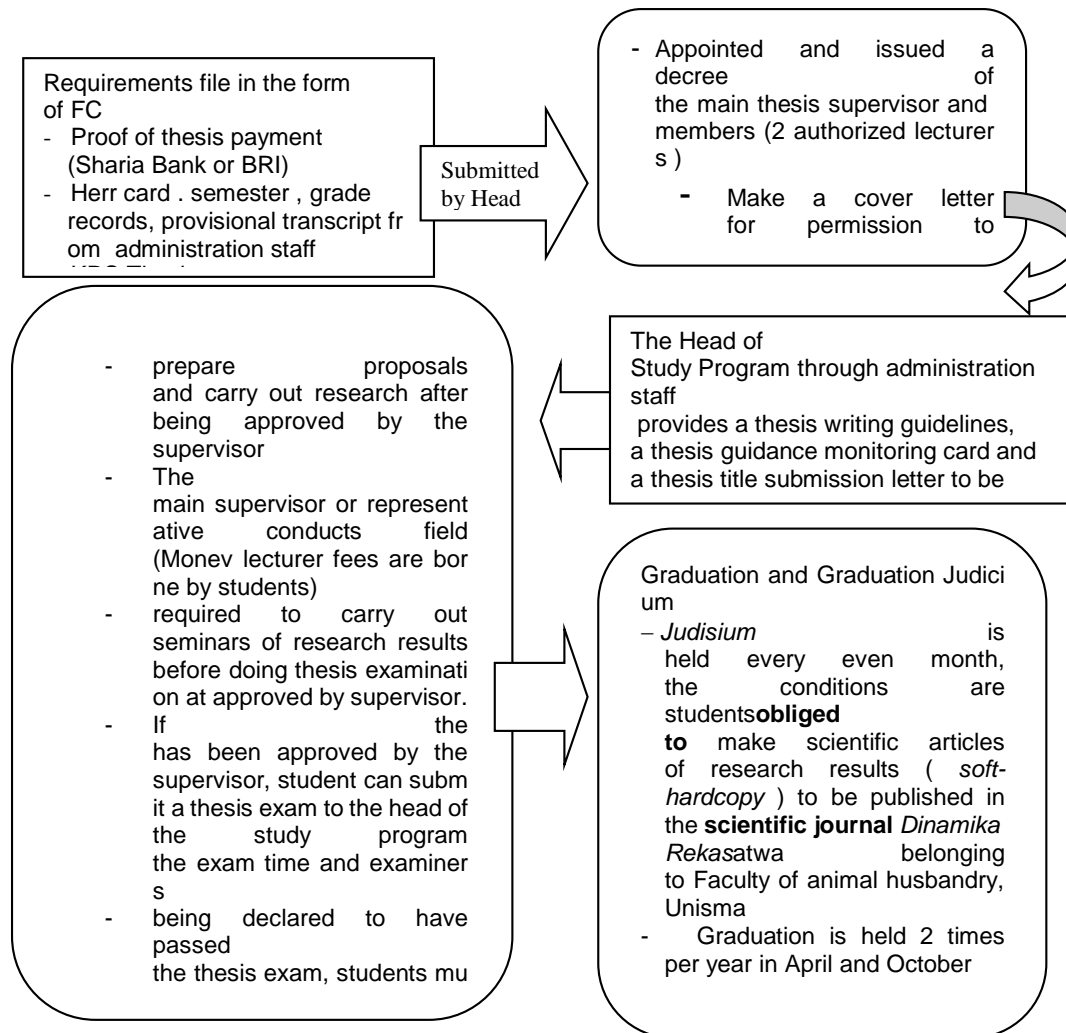 Requirements file in the form
of FC
- Proof of thesis payment
(Sharia Bank or BRI)
- Herr card . semester , grade
records, provisional transcript fr
om administration staff
Submitted
by Head
- Appointed and issued a
decree of
the main thesis supervisor and
members (2 authorized lecturer
s )
- Make a cover letter
for permission to
The Head of
Study Program through administration
staff
provides a thesis writing guidelines,
a thesis guidance monitoring card and
a thesis title submission letter to be
- prepare proposals
and carry out research after
being approved by the
supervisor
- The
main supervisor or represent
ative conducts field
(Monev lecturer fees are bor
ne by students)
- required to carry out
seminars of research results
before doing thesis examinati
on at approved by supervisor.
- If the
has been approved by the
supervisor, student can subm
it a thesis exam to the head of
the study program
the exam time and examiner
s
- being declared to have
passed
the thesis exam, students mu
Graduation and Graduation Judici
um
– Judisium is
held every even month,
the conditions are
studentsobliged
to make scientific articles
of research results ( soft-
hardcopy ) to be published in
the scientific journal Dinamika
Rekasatwa belonging
to Faculty of animal husbandry,
Unisma
- Graduation is held 2 times
per year in April and October